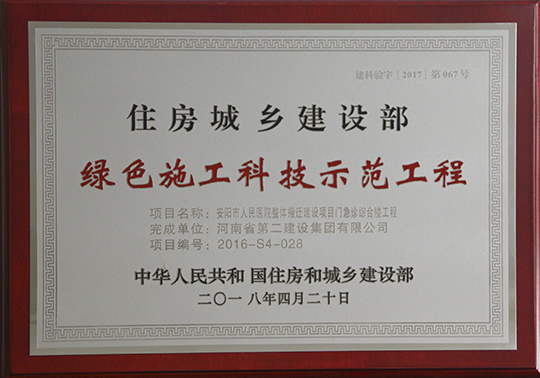 建科验字［2017］第067号
住房城乡建设部
绿色施工科技示范工程
项目名称：安阳市人民医院整体搬迁建设项目门急诊综合楼工程
完成单位：河南省第二建设集团有限公司
项目编号：2016-S4-028
中华人民共和 国住房和城乡建设部
二〇一八年四月二十日